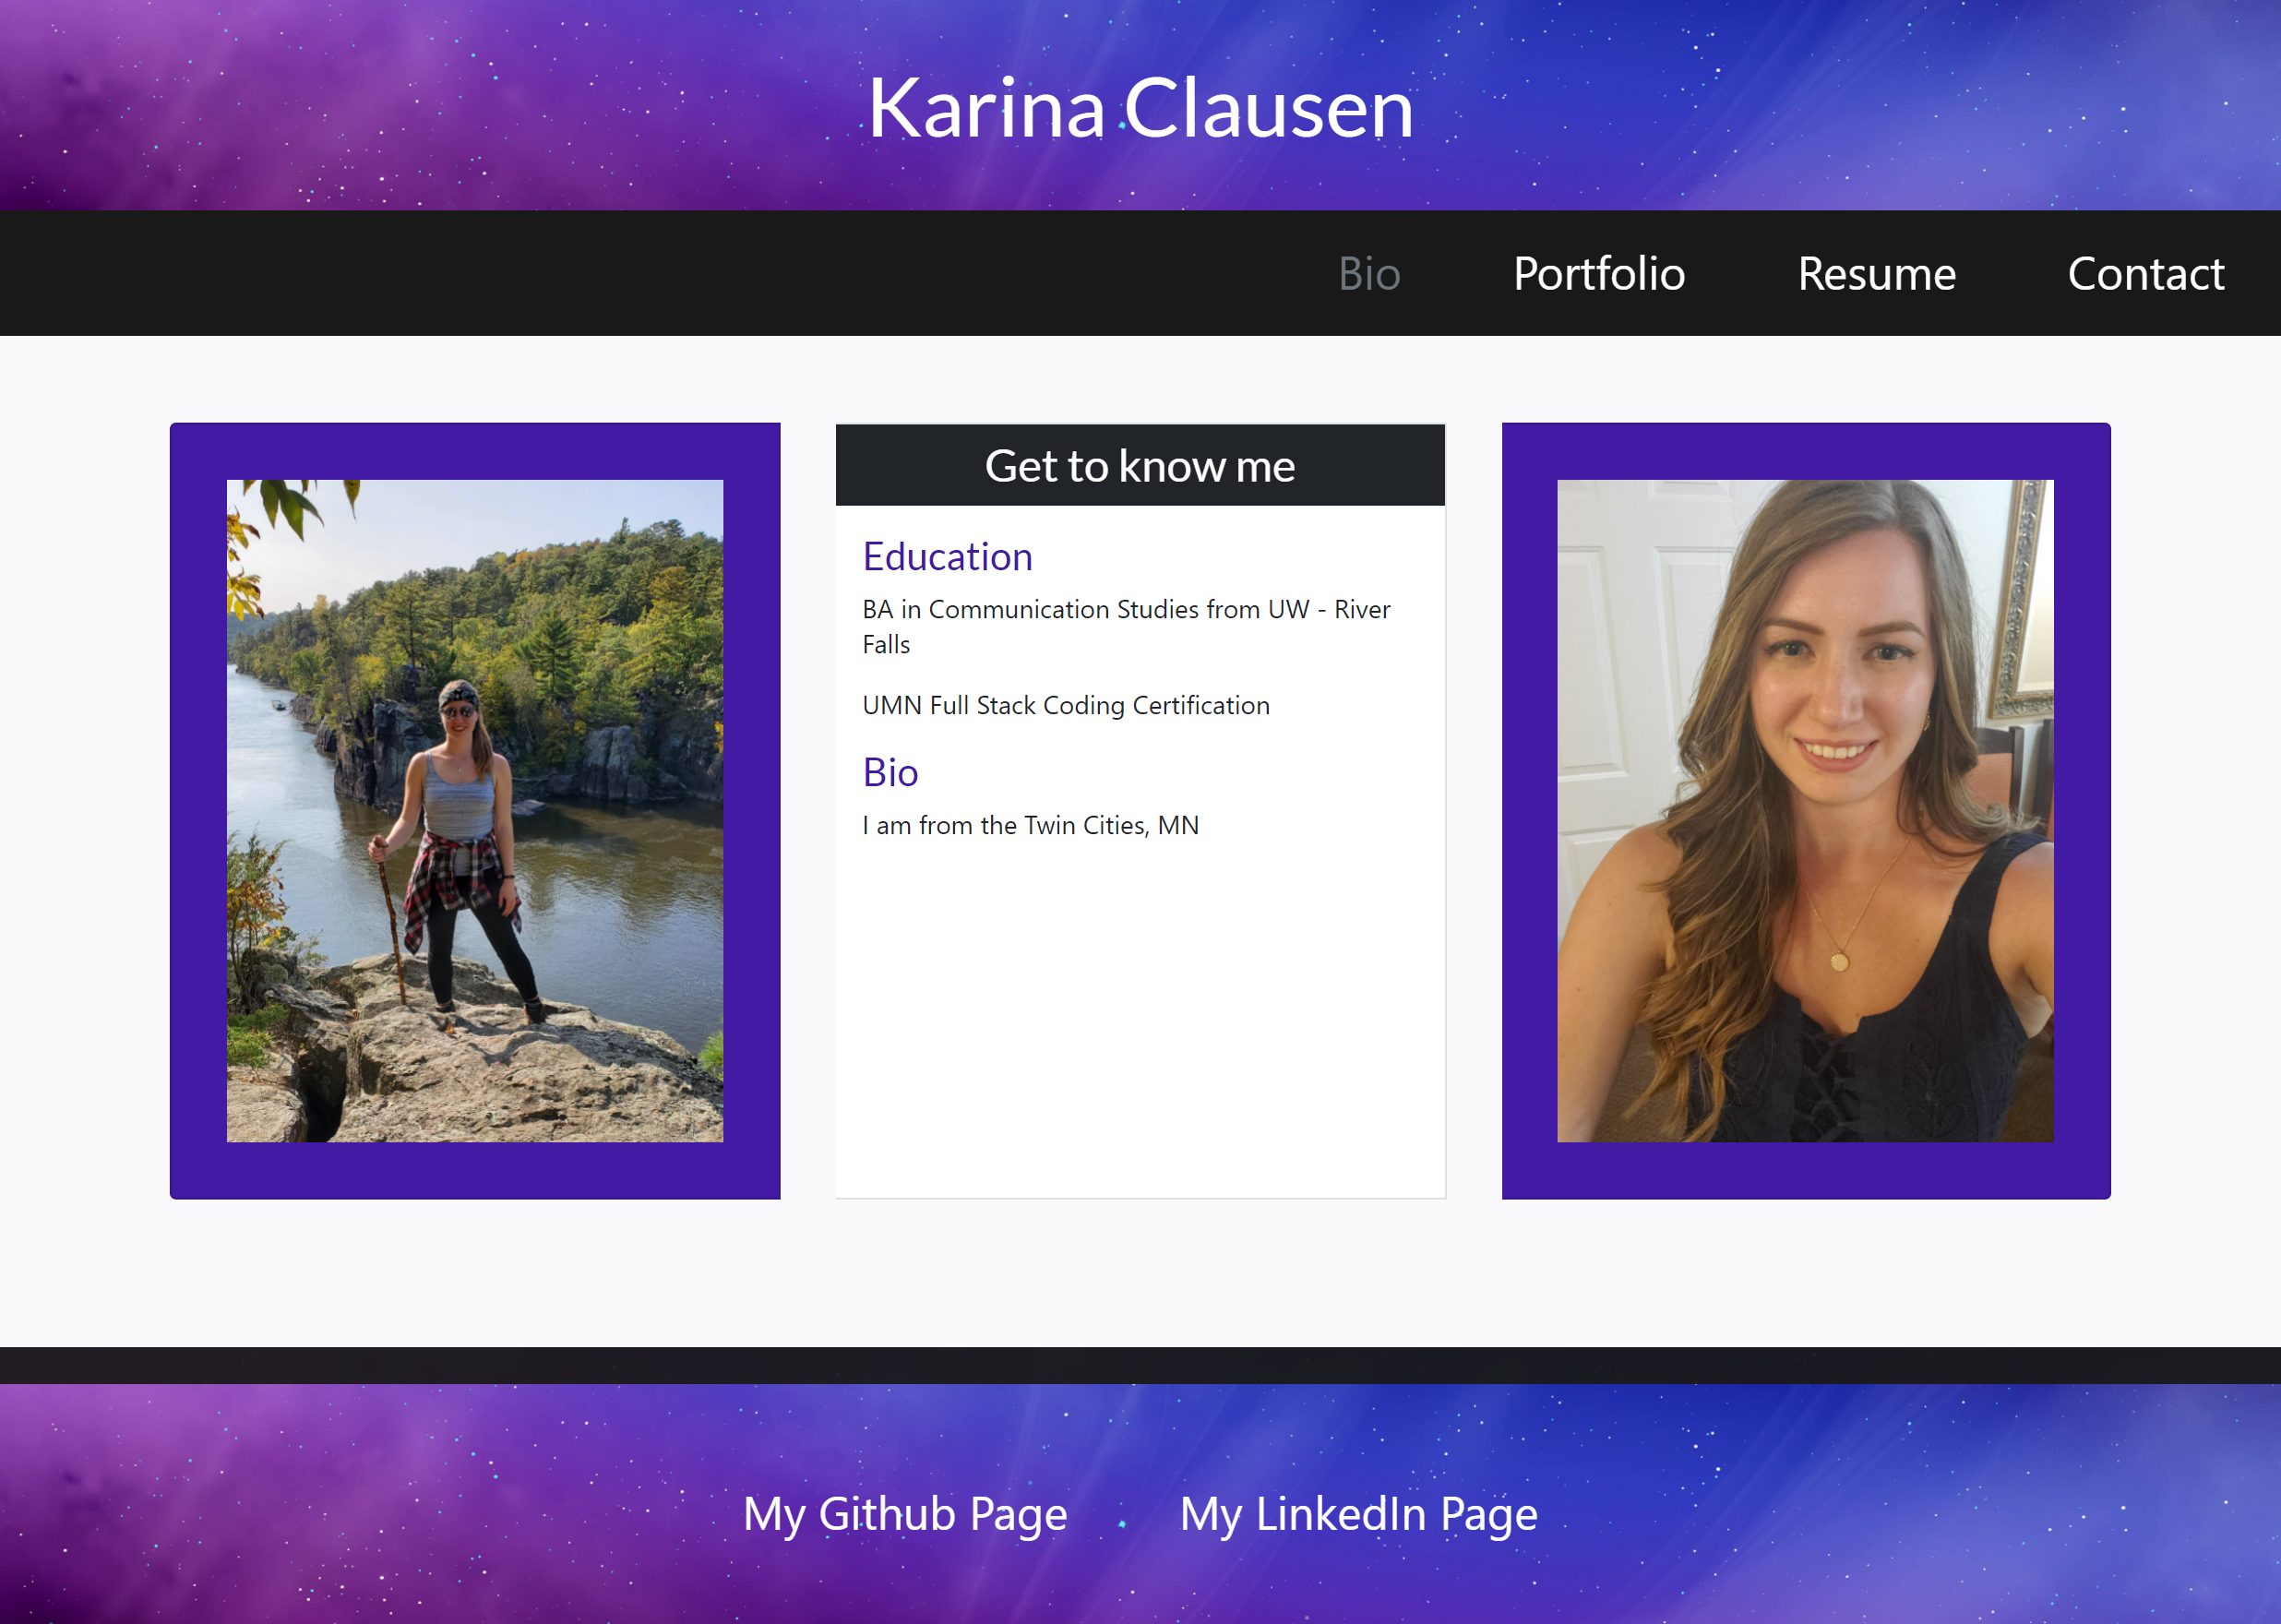 Karina Clausen
Bio Portfolio Resume Contact
Get to know me
Education
BA in Communication Studies from UW - River
Falls
UMN Full Stack Coding Certification
Bio
I am from the Twin Cities, MN
My Github Page My LinkedIn Page